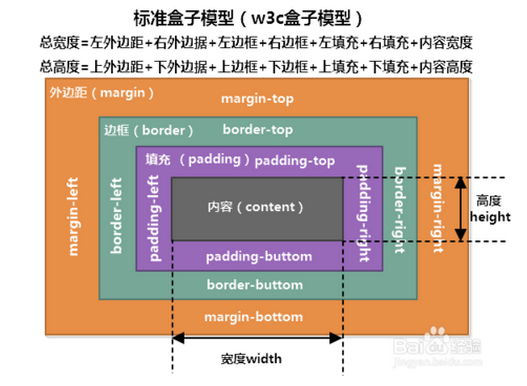 标准盒子模型（w3c盒子模型）
总宽度=左外边距+右外边据+左边框+右边框+左填充+右填充+内容宽度
总高度=上外边距+下外边距+上边框+下边框+上填充+下填充+内容高度
外边距（margin）
margin-top
边框（border）
border-top
填充（padding）padding-top
margin-left
border-left
padding-left
内容（content）
padding-right
border-right
margin-right
高度
height
padding-buttom
border-buttom
margin-bottom
宽度width
Bai 百科经验